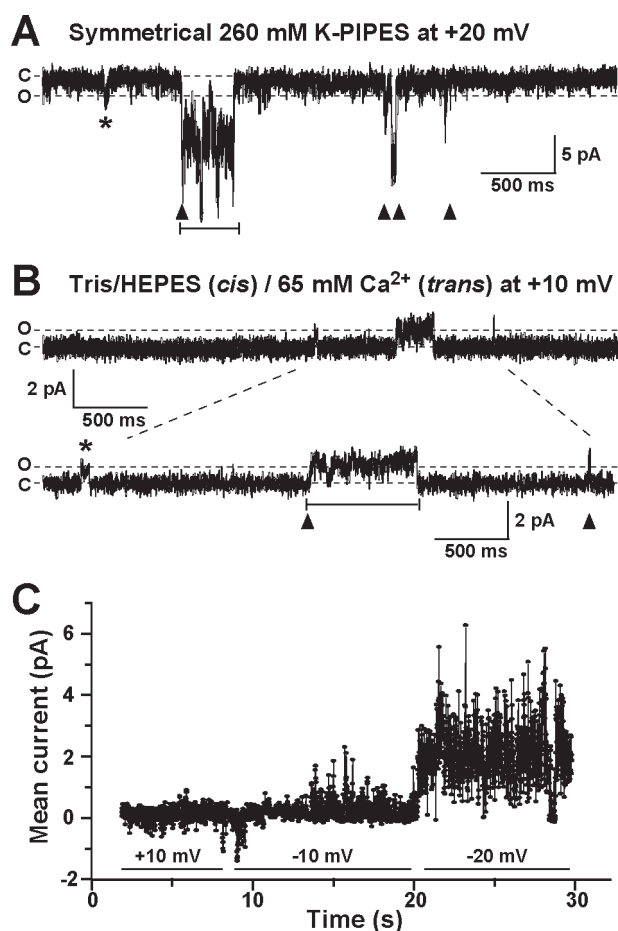 A Symmetrical 260 mM K-PIPES at +20 mV
C
O
*
5 pA
500 ms
B Tris/HEPES (cis) / 65 mM Ca²⁺ (trans) at +10 mV
O
C
2 pA
500 ms
*
O
C
2 pA
500 ms
C
Mean current (pA)
6
4
2
0
-2
+10 mV -10 mV -20 mV
0 10 20 30
Time (s)